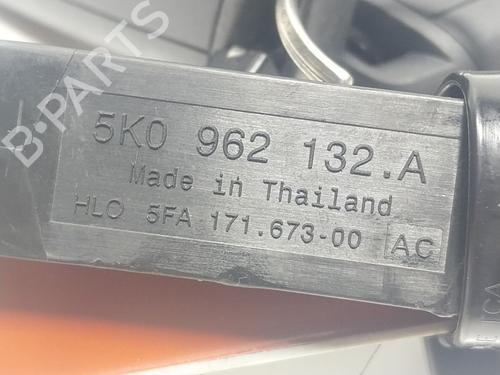 B-PARTS
5K0 962 132.A
Made in Thailand
HLO 5FA 171.673-00 AC